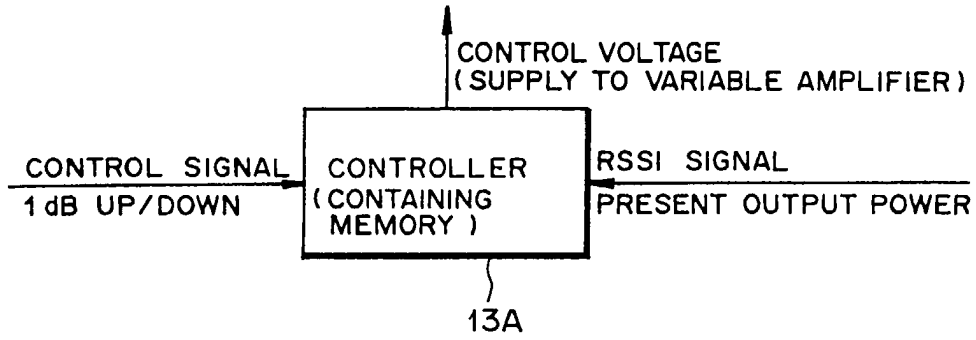 CONTROL VOLTAGE
(SUPPLY TO VARIABLE AMPLIFIER)
CONTROL SIGNAL
1dB UP/DOWN
CONTROLLER
(CONTAINING
MEMORY)
RSSI SIGNAL
PRESENT OUTPUT POWER
13A